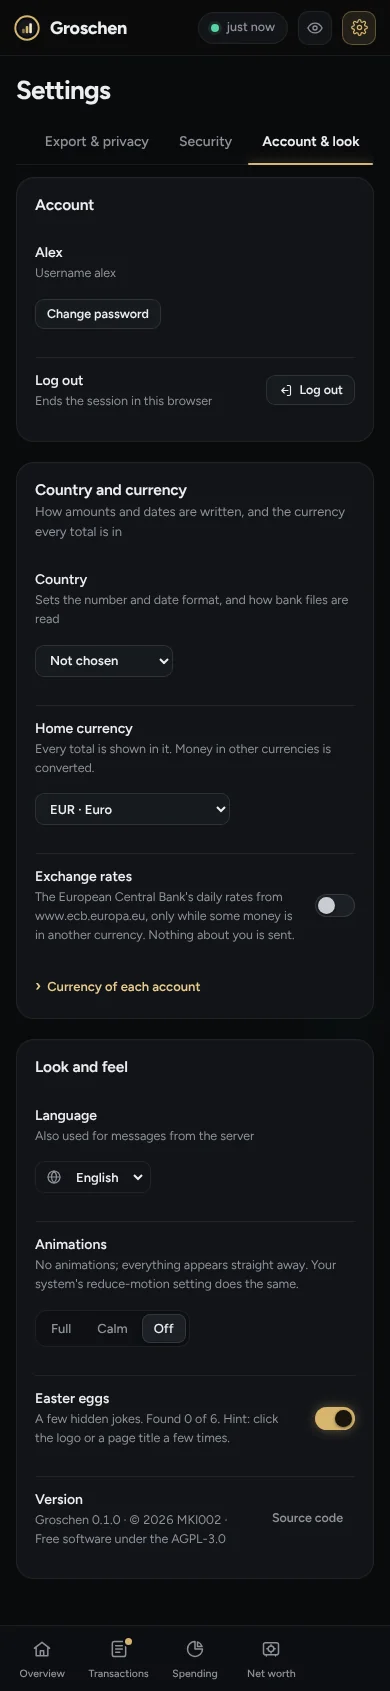 Groschen
just now
Settings
Export & privacy
Security
Account & look
Account
Alex
Username alex
Change password
Log out
Ends the session in this browser
Log out
Country and currency
How amounts and dates are written, and the currency
every total is in
Country
Sets the number and date format, and how bank files are
read
Not chosen
Home currency
Every total is shown in it. Money in other currencies is
converted.
EUR · Euro
Exchange rates
The European Central Bank's daily rates from
www.ecb.europa.eu, only while some money is
in another currency. Nothing about you is sent.
Currency of each account
Look and feel
Language
Also used for messages from the server
English
Animations
No animations; everything appears straight away. Your
system's reduce-motion setting does the same.
Full
Calm
Off
Easter eggs
A few hidden jokes. Found 0 of 6. Hint: click
the logo or a page title a few times.
Version
Groschen 0.1.0 · © 2026 MKI002 ·
Free software under the AGPL-3.0
Source code
Overview
Transactions
Spending
Net worth